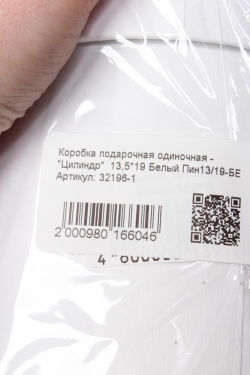 Коробка подарочная одиночная -
"Цилиндр" 13,5*19 Белый Пин13/19-БЕ
Артикул: 32196-1
2 000980 166046